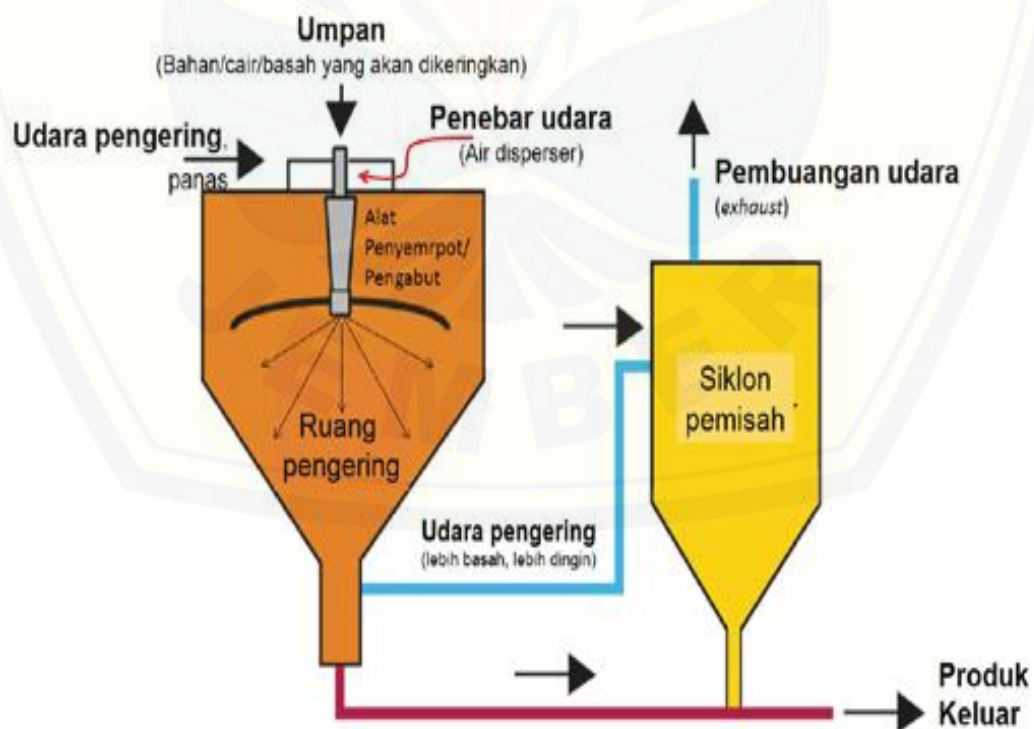 Umpan
(Bahan/cair/basah yang akan dikeringkan)
Udara pengering,
panas
Penebar udara
(Air disperser)
Alat
Penyemrpot/
Pengabut
Pembuangan udara
(exhaust)
Ruang
pengering
Siklon
pemisah
Udara pengering
(lebih basah, lebih dingin)
Produk
Keluar
JEMBER